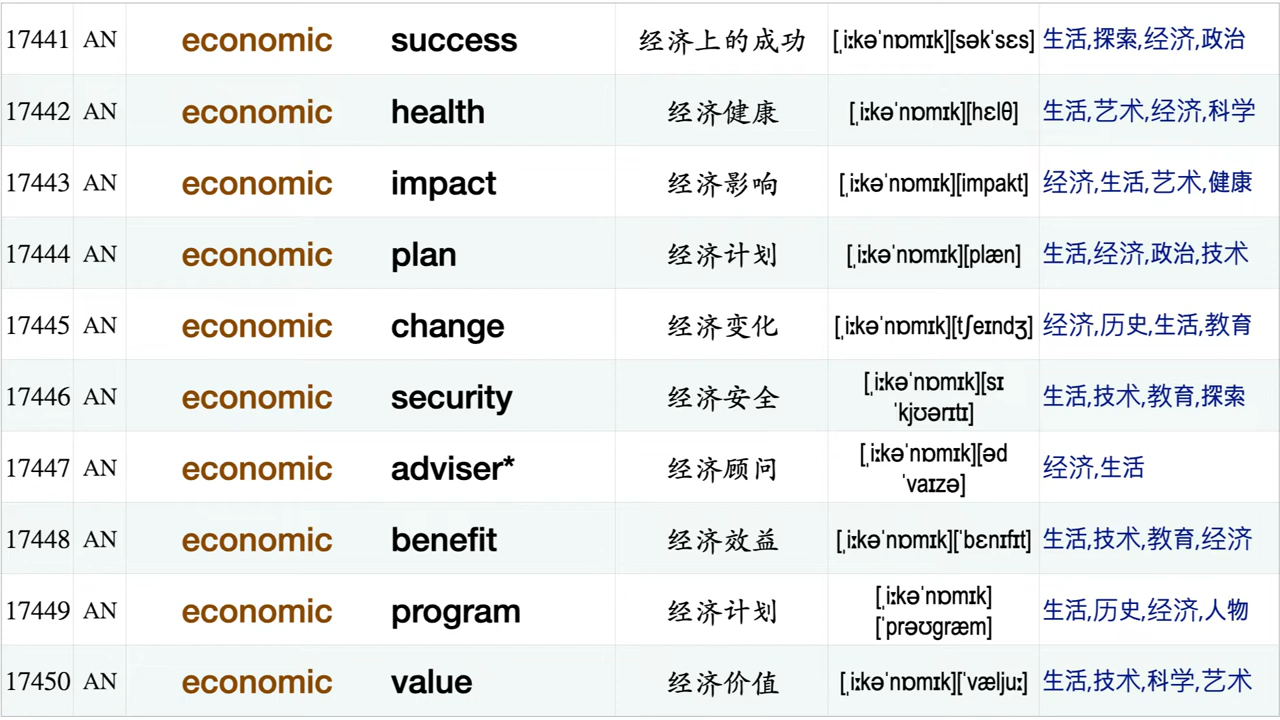 17441 AN economic success 经济上的成功 [ˌiːkəˈnɒmɪk][səkˈsɛs] 生活,探索,经济,政治
17442 AN economic health 经济健康 [ˌiːkəˈnɒmɪk][hɛlθ] 生活,艺术,经济,科学
17443 AN economic impact 经济影响 [ˌiːkəˈnɒmɪk][impakt] 经济,生活,艺术,健康
17444 AN economic plan 经济计划 [ˌiːkəˈnɒmɪk][plæn] 生活,经济,政治,技术
17445 AN economic change 经济变化 [ˌiːkəˈnɒmɪk][tʃeɪndʒ] 经济,历史,生活,教育
17446 AN economic security 经济安全 [ˌiːkəˈnɒmɪk][sɪ
ˈkjʊərɪtɪ] 生活,技术,教育,探索
17447 AN economic adviser* 经济顾问 [ˌiːkəˈnɒmɪk][əd
ˈvaɪzə] 经济,生活
17448 AN economic benefit 经济效益 [ˌiːkəˈnɒmɪk][ˈbɛnɪfɪt] 生活,技术,教育,经济
17449 AN economic program 经济计划 [ˌiːkəˈnɒmɪk]
[ˈprəʊɡræm] 生活,历史,经济,人物
17450 AN economic value 经济价值 [ˌiːkəˈnɒmɪk][ˈvæljuː] 生活,技术,科学,艺术